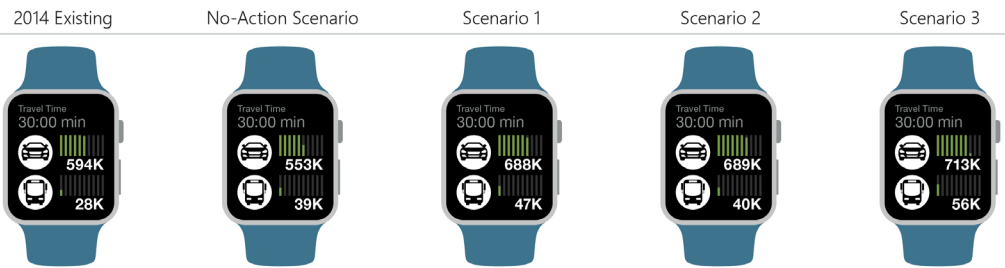 2014 Existing
No-Action Scenario
Scenario 1
Scenario 2
Scenario 3
Travel Time
30:00 min
594K
28K
Travel Time
30:00 min
553K
39K
Travel Time
30:00 min
688K
47K
Travel Time
30:00 min
689K
40K
Travel Time
30:00 min
713K
56K